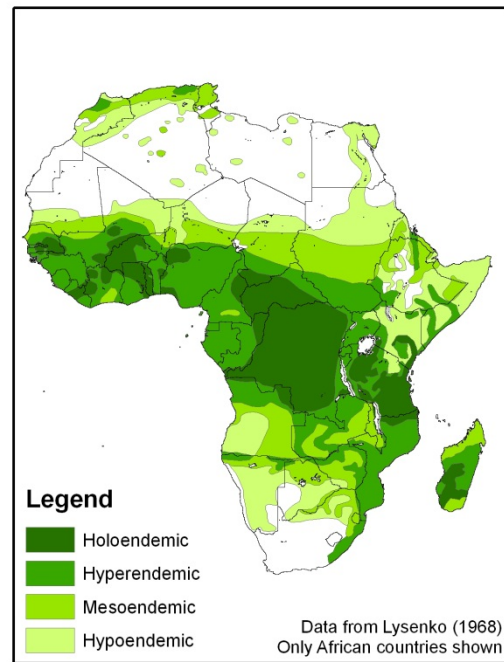 Legend
Holoendemic
Hyperendemic
Mesoendemic
Hypoendemic
Data from Lysenko (1968)
Only African countries shown